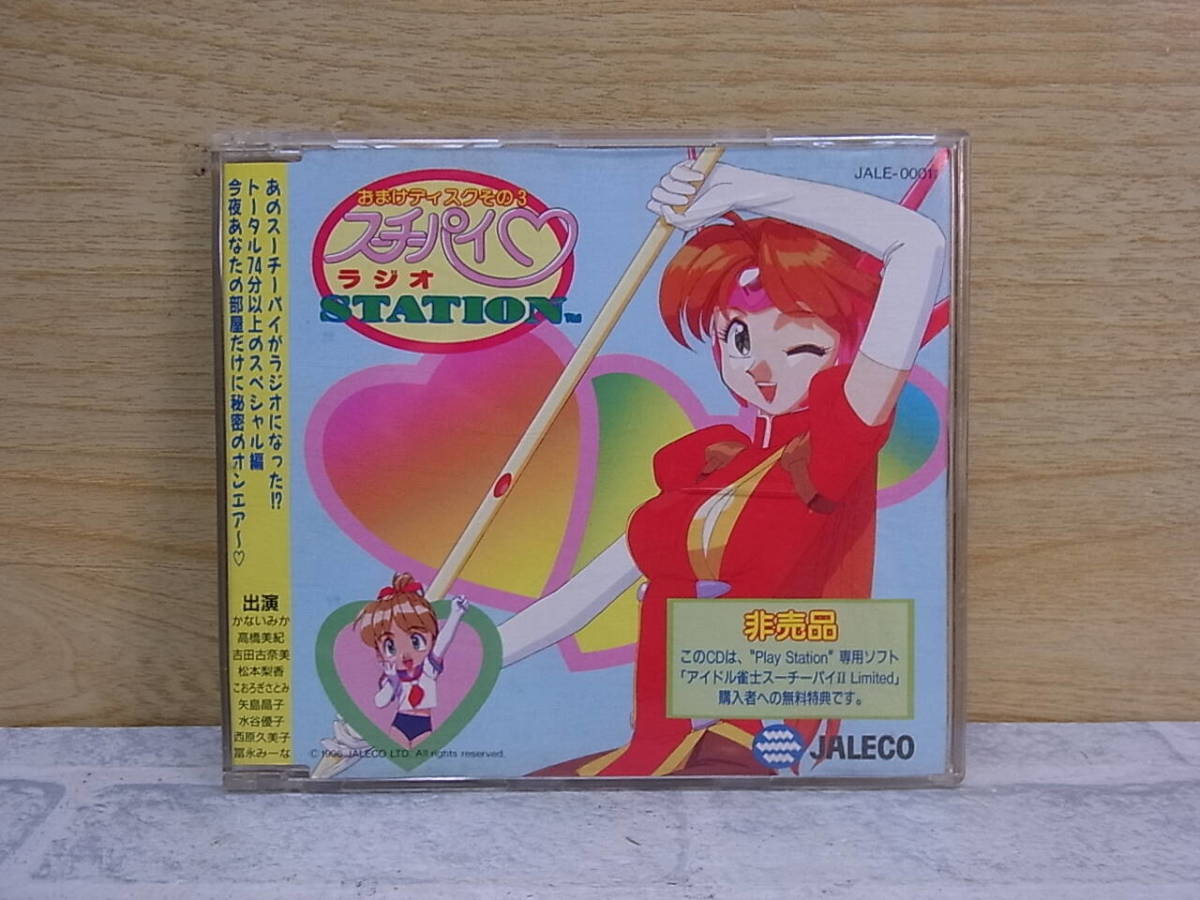 あのスーチーパイがラジオになった!?
トータル74分以上のスペシャル編
今夜あなたの部屋だけに秘密のオンエア〜♡
出演
かないみか
高橋美紀
吉田古奈美
松本梨香
こおろぎさとみ
矢島晶子
水谷優子
西原久美子
冨永みーな
おまけディスクその3
スーチーパイ♡
ラジオ
STATION™
JALE-0001
非売品
このCDは、"Play Station" 専用ソフト
「アイドル雀士スーチーパイII Limited」
購入者への無料特典です。
JALECO
© 1996 JALECO LTD. All rights reserved.